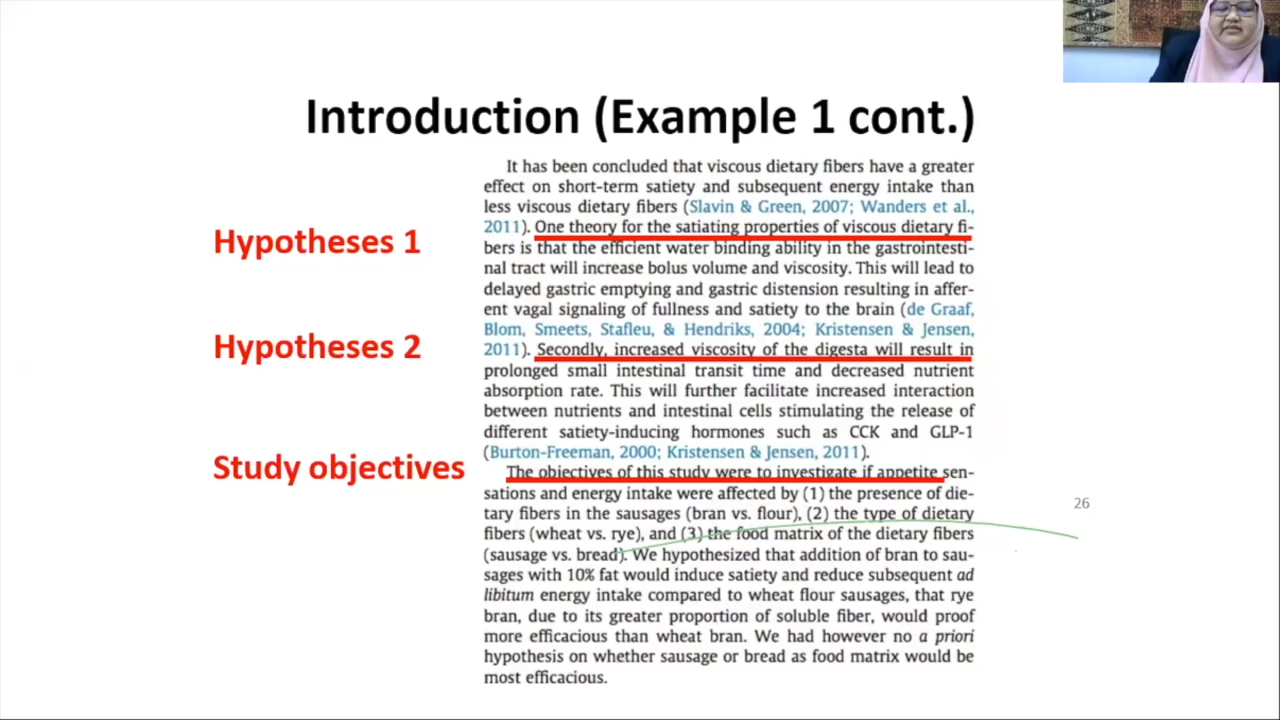 Introduction (Example 1 cont.)
It has been concluded that viscous dietary fibers have a greater
effect on short-term satiety and subsequent energy intake than
less viscous dietary fibers (Slavin & Green, 2007; Wanders et al.,
2011). One theory for the satiating properties of viscous dietary fi-
bers is that the efficient water binding ability in the gastrointesti-
nal tract will increase bolus volume and viscosity. This will lead to
delayed gastric emptying and gastric distension resulting in affer-
ent vagal signaling of fullness and satiety to the brain (de Graaf,
Blom, Smeets, Stafleu, & Hendriks, 2004; Kristensen & Jensen,
2011). Secondly, increased viscosity of the digesta will result in
prolonged small intestinal transit time and decreased nutrient
absorption rate. This will further facilitate increased interaction
between nutrients and intestinal cells stimulating the release of
different satiety-inducing hormones such as CCK and GLP-1
(Burton-Freeman, 2000; Kristensen & Jensen, 2011).
The objectives of this study were to investigate if appetite sen-
sations and energy intake were affected by (1) the presence of die-
tary fibers in the sausages (bran vs. flour), (2) the type of dietary
fibers (wheat vs. rye), and (3) the food matrix of the dietary fibers
(sausage vs. bread). We hypothesized that addition of bran to sau-
sages with 10% fat would induce satiety and reduce subsequent ad
libitum energy intake compared to wheat flour sausages, that rye
bran, due to its greater proportion of soluble fiber, would proof
more efficacious than wheat bran. We had however no a priori
hypothesis on whether sausage or bread as food matrix would be
most efficacious.
Hypotheses 1
Hypotheses 2
Study objectives
26